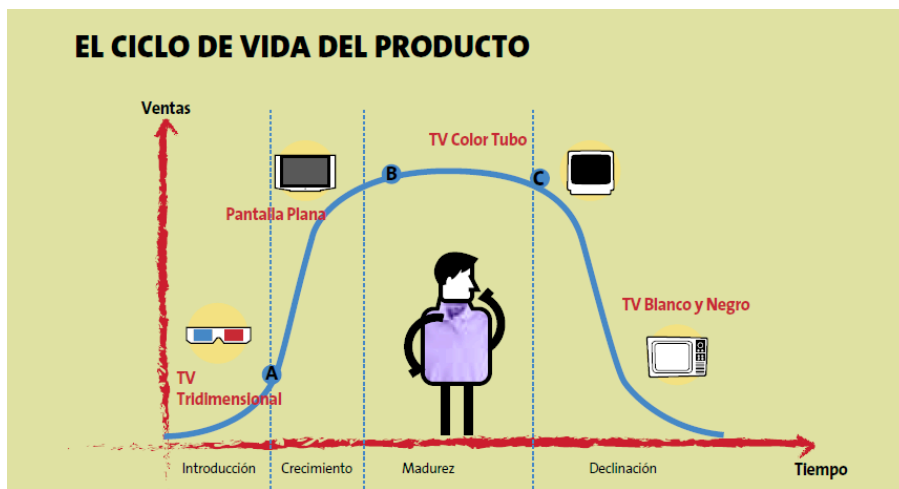 EL CICLO DE VIDA DEL PRODUCTO
Ventas
TV Color Tubo
B
C
Pantalla Plana
TV Blanco y Negro
A
TV
Tridimensional
Introducción
Crecimiento
Madurez
Declinación
Tiempo